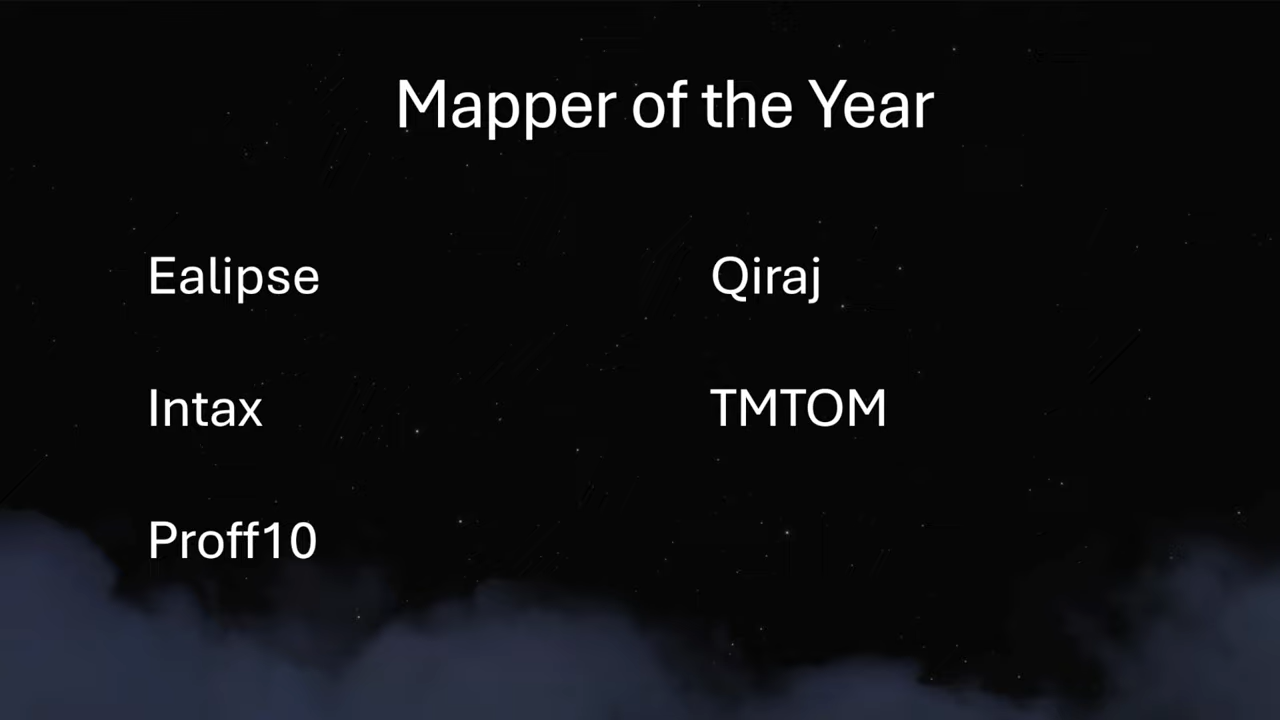 Mapper of the Year
Ealipse
Intax
Proff10
Qiraj
TMTOM